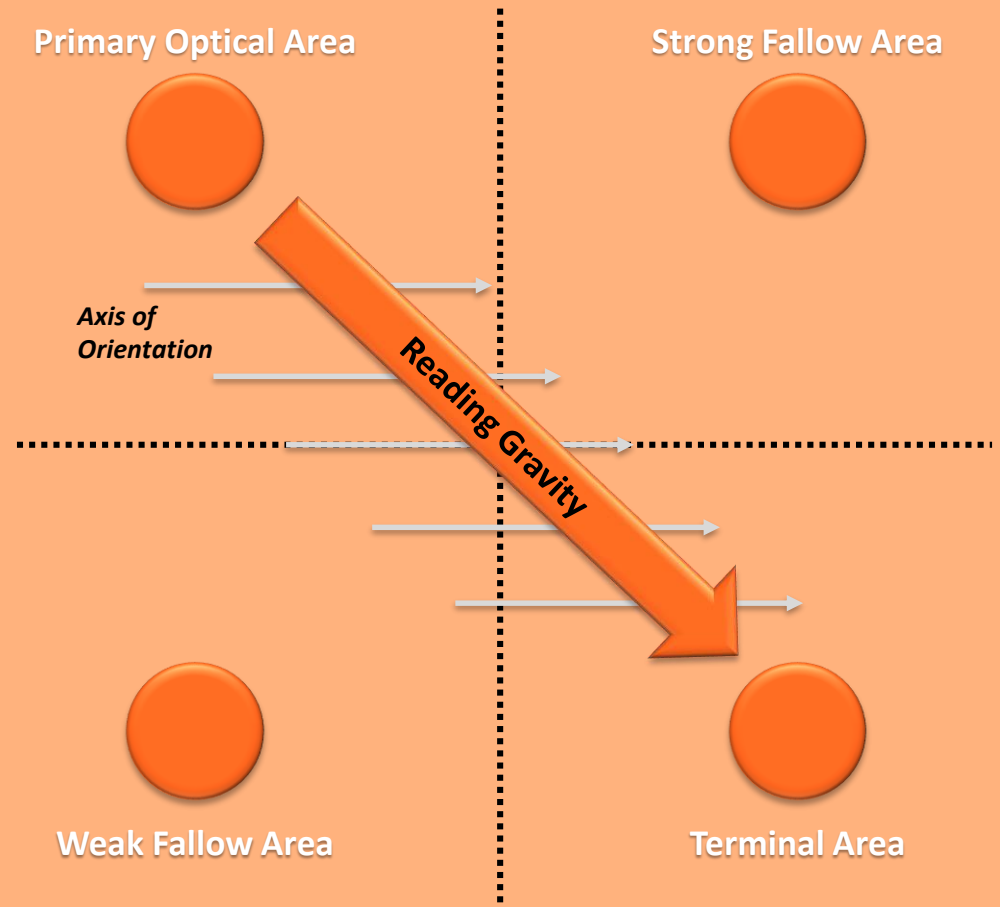 Primary Optical Area
Strong Fallow Area
Axis of
Orientation
Reading Gravity
Weak Fallow Area
Terminal Area